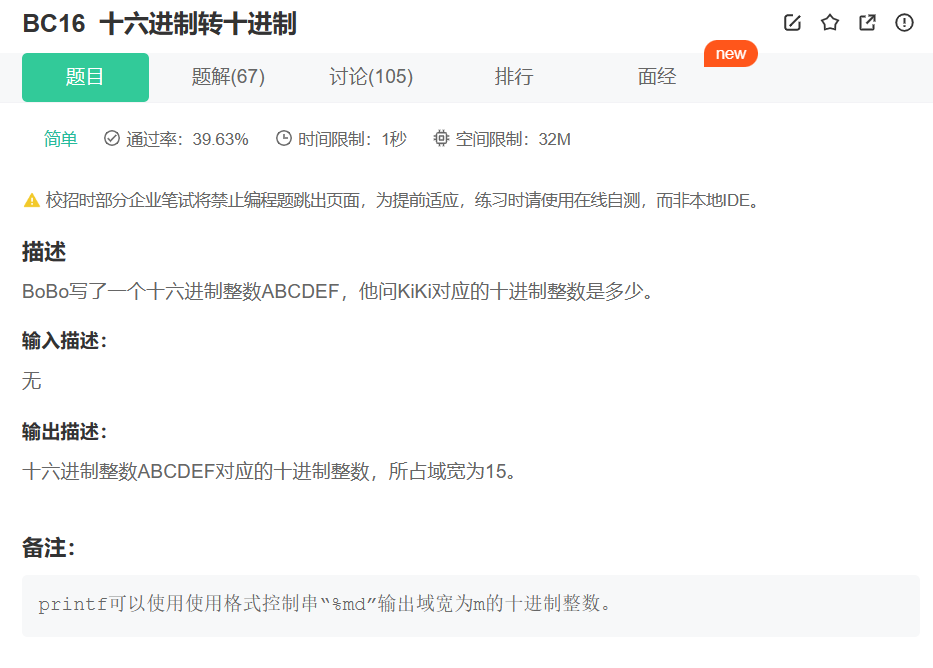 BC16 十六进制转十进制
new
题目 题解(67) 讨论(105) 排行 面经
简单 通过率：39.63% 时间限制：1秒 空间限制：32M
校招时部分企业笔试将禁止编程题跳出页面，为提前适应，练习时请使用在线自测，而非本地IDE。
描述
BoBo写了一个十六进制整数ABCDEF，他问KiKi对应的十进制整数是多少。
输入描述：
无
输出描述：
十六进制整数ABCDEF对应的十进制整数，所占域宽为15。
备注：
printf可以使用使用格式控制串“%md”输出域宽为m的十进制整数。